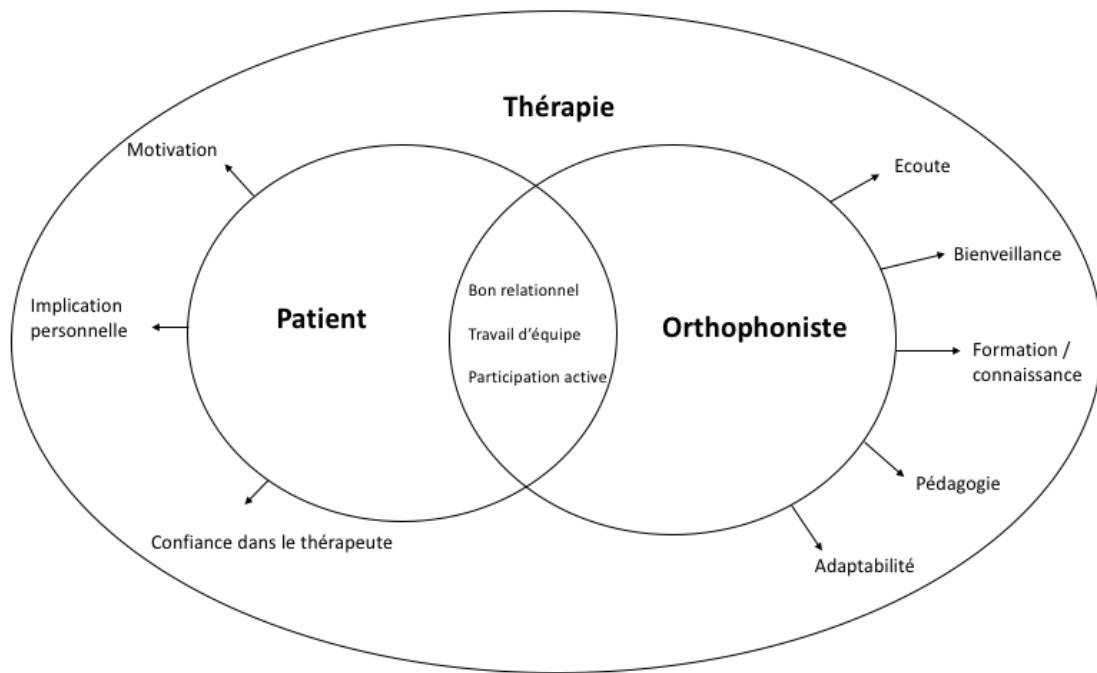 Thérapie
Motivation
Implication
personnelle
Patient
Confiance dans le thérapeute
Bon relationnel
Travail d'équipe
Participation active
Orthophoniste
Ecoute
Bienveillance
Formation /
connaissance
Pédagogie
Adaptabilité